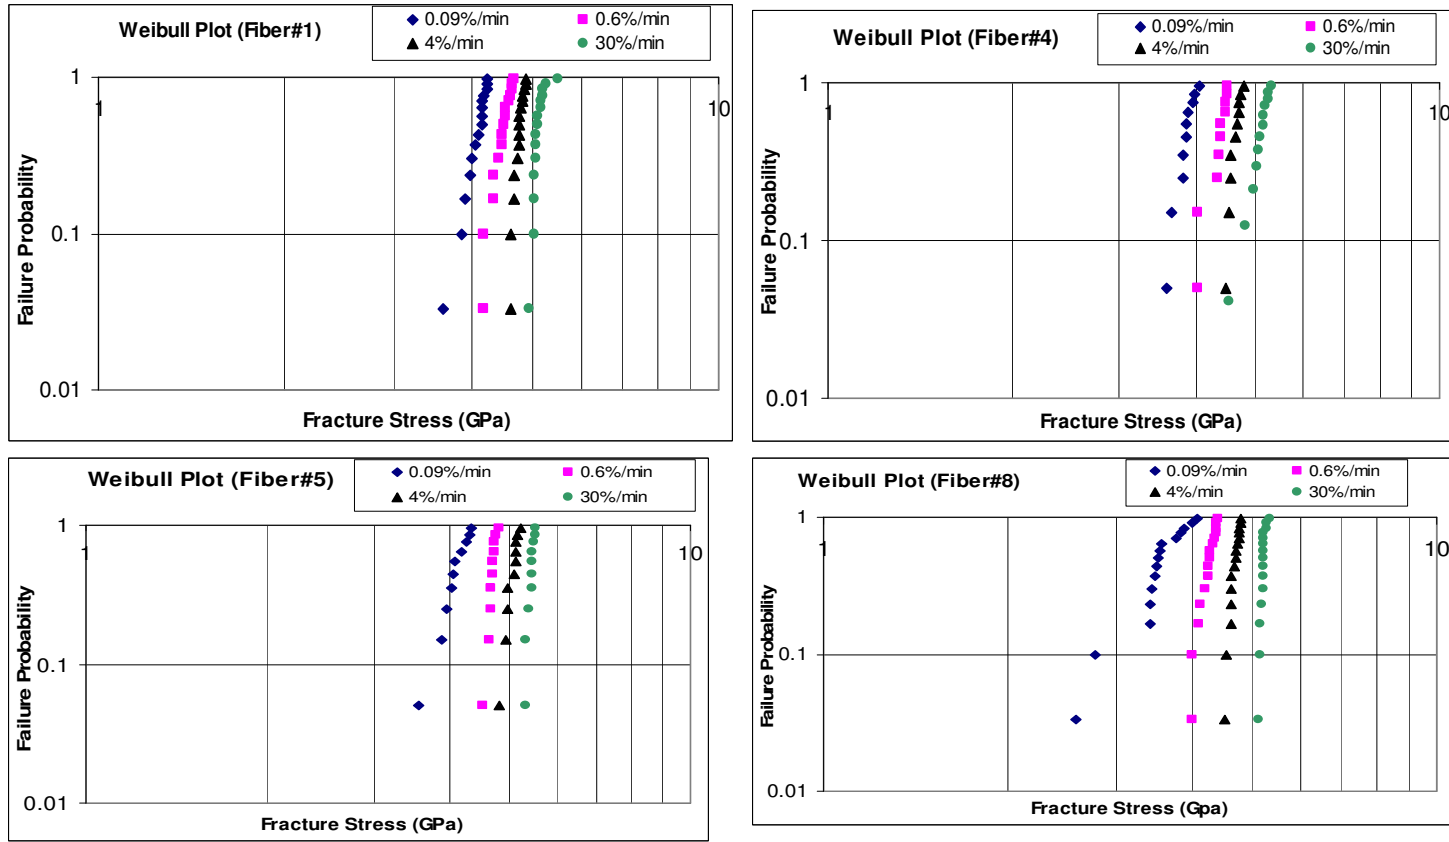 Weibull Plot (Fiber#1)
0.09%/min 0.6%/min
4%/min 30%/min
1
1 10
0.1
0.01
Failure Probability
Fracture Stress (GPa)
Weibull Plot (Fiber#4)
0.09%/min 0.6%/min
4%/min 30%/min
1
1 10
0.1
0.01
Failure Probability
Fracture Stress (GPa)
Weibull Plot (Fiber#5)
0.09%/min 0.6%/min
4%/min 30%/min
1
1 10
0.1
0.01
Failure Probability
Fracture Stress (GPa)
Weibull Plot (Fiber#8)
0.09%/min 0.6%/min
4%/min 30%/min
1
1 10
0.1
0.01
Failure Probability
Fracture Stress (Gpa)